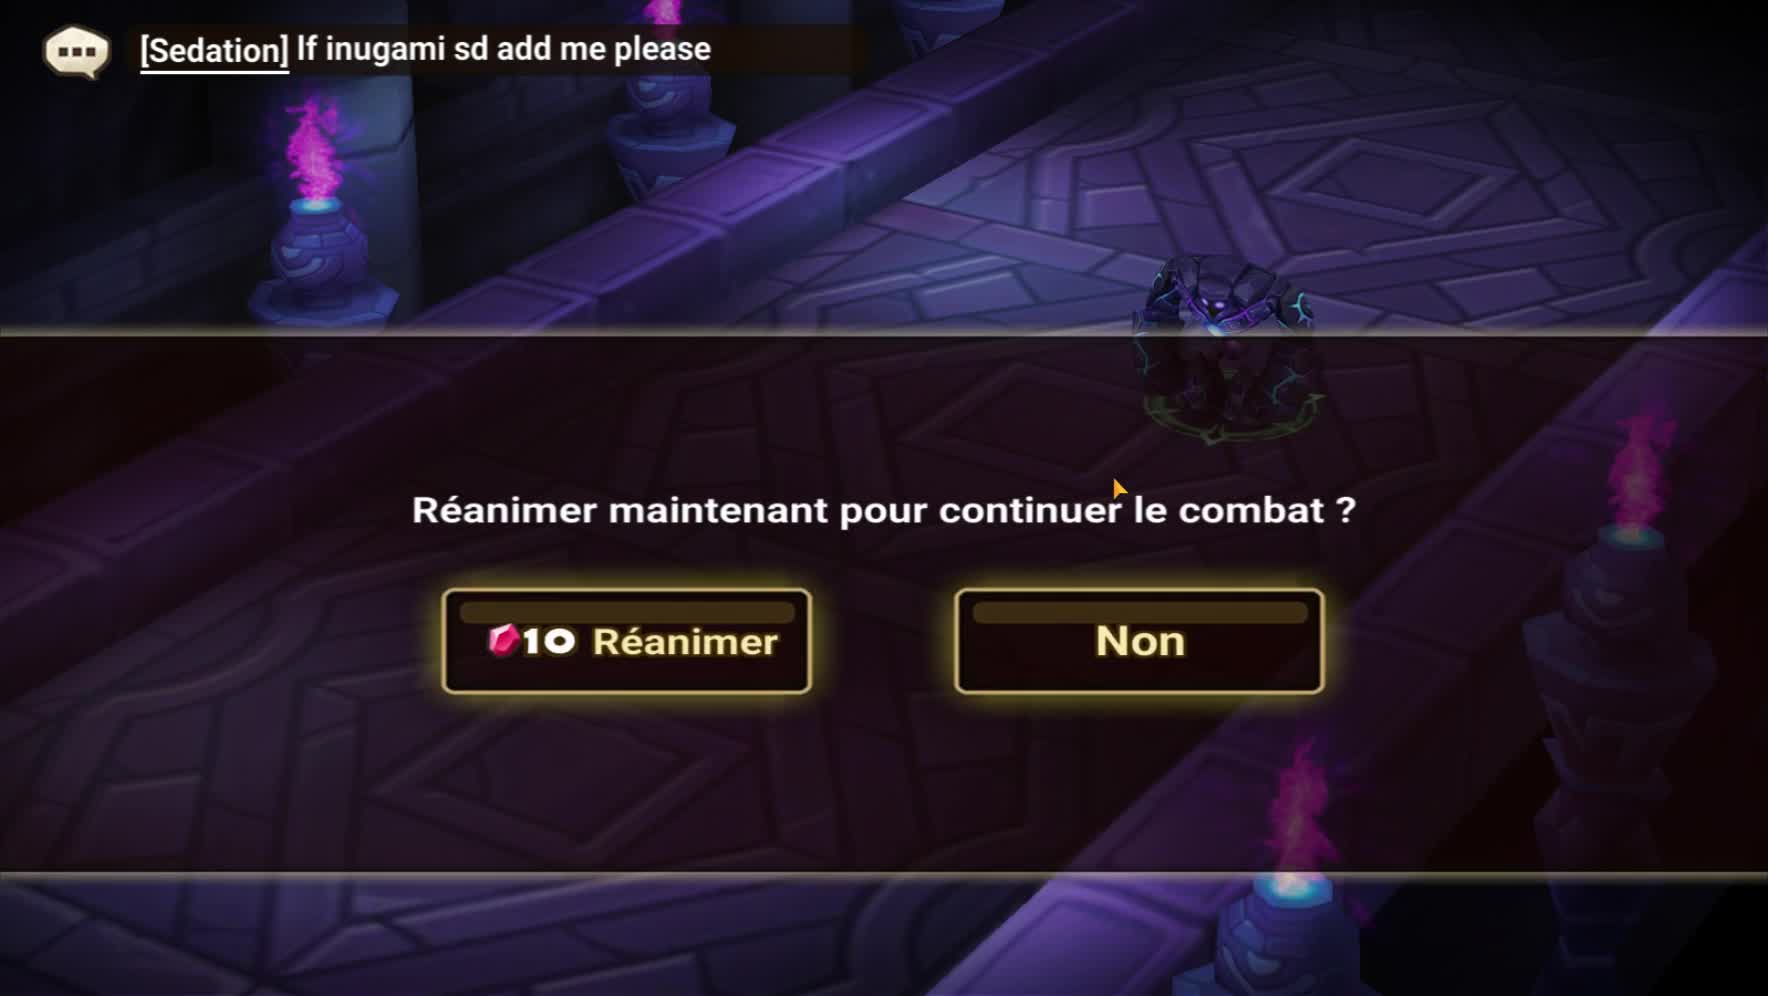 [Sedation] If inugami sd add me please
Réanimer maintenant pour continuer le combat ?
10 Réanimer
Non